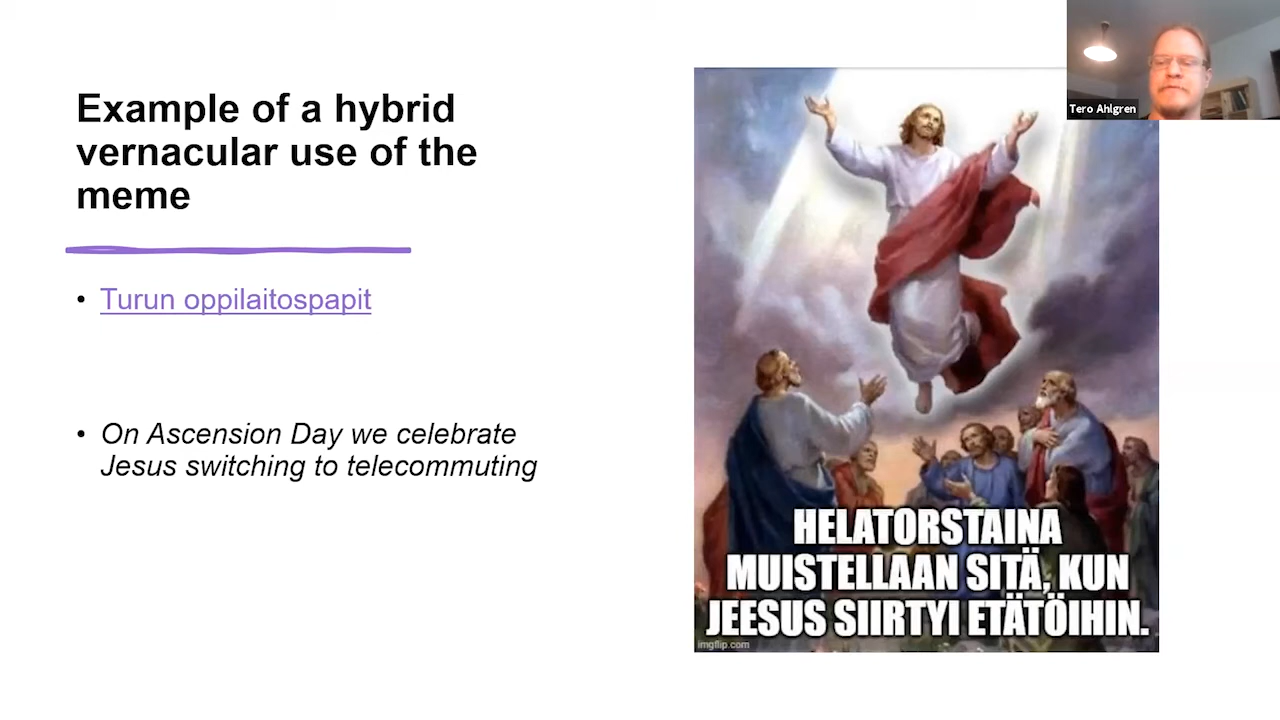 Example of a hybrid
vernacular use of the
meme
• Turun oppilaitospapit
• On Ascension Day we celebrate
Jesus switching to telecommuting
Tero Ahlgren
HELATORSTAINA
MUISTELLAAN SITÄ, KUN
JEESUS SIIRTYI ETÄTÖIHIN.
imgflip.com